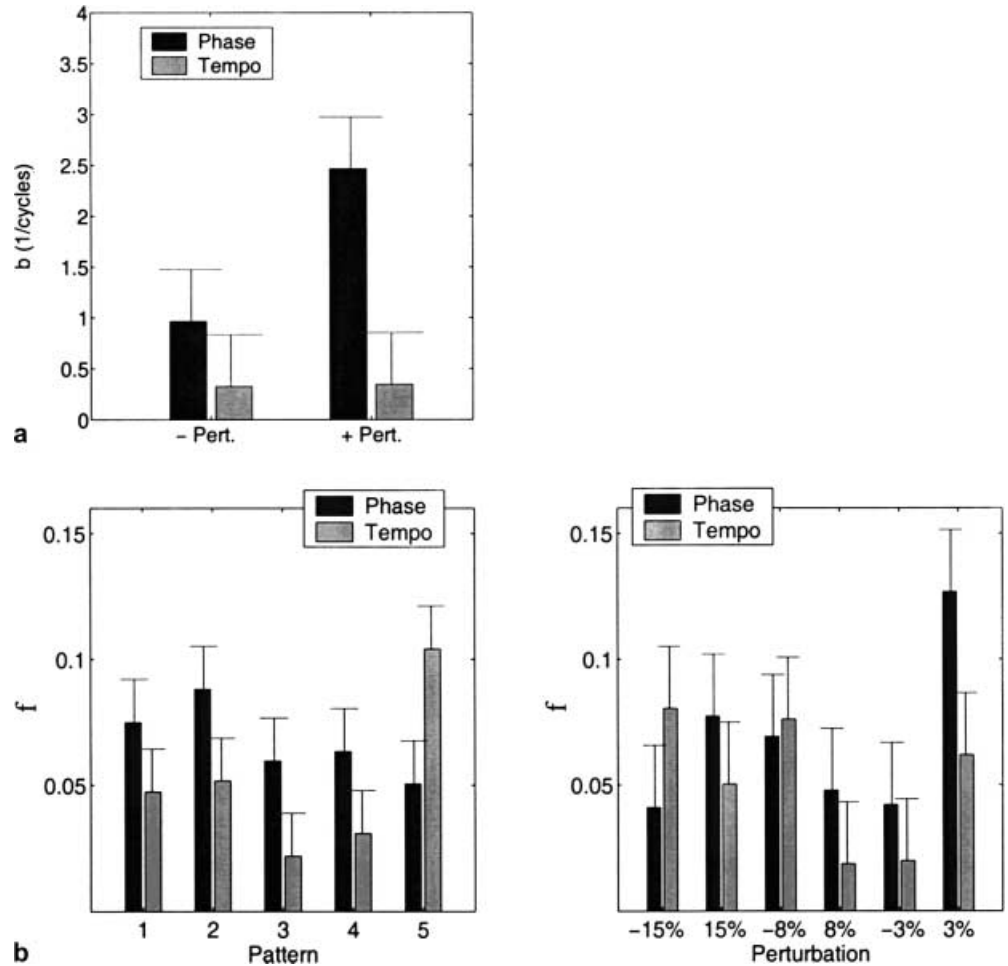 4
3.5
3
2.5
2
1.5
1
0.5
0
b (1/cycles)
Phase
Tempo
− Pert.
+ Pert.
a
Phase
Tempo
0.15
0.1
0.05
f
1 2 3 4 5
Pattern
b
Phase
Tempo
0.15
0.1
0.05
f
−15% 15% −8% 8% −3% 3%
Perturbation